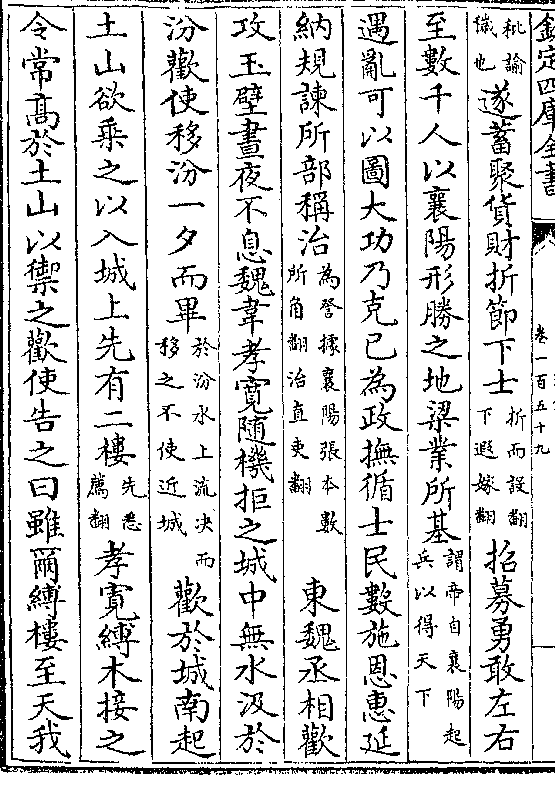 欽定四庫全書
卷一百五十九
秕諭儀也遂蓄聚貨財折節下士折而設翻下遐嫁翻招募勇敢左右
至數千人以襄陽形勝之地梁業所基謂帝自襄陽起兵以得天下
遇亂可以圖大功乃克已為政撫循士民數施恩惠延
納規諫所部稱治為詧據襄陽張本數所角翻治直吏翻東魏丞相歡
攻玉壁晝夜不息魏韋孝寬隨機拒之城中無水汲於
汾歡使移汾一夕而畢於汾水上流決而移之不使近城歡於城南起
土山欲乘之以入城上先有二樓先悉薦翻孝寬縛木接之
令常髙於土山以禦之歡使告之曰雖爾縛樓至天我